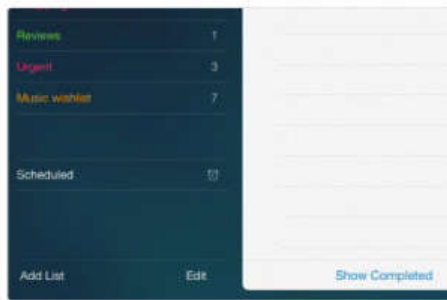 Reviews 1
Urgent 3
Music wishlist 7
Scheduled
Add List Edit
Show Completed